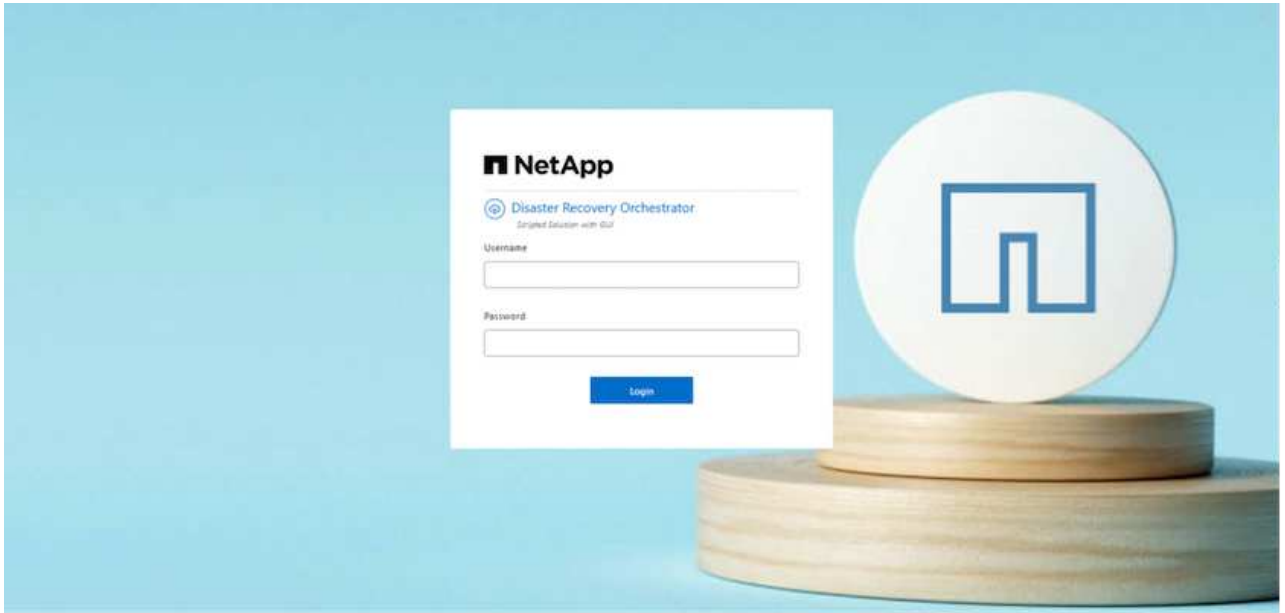 NetApp
Disaster Recovery Orchestrator
Scripted Solution with GUI
Username
Password
Login